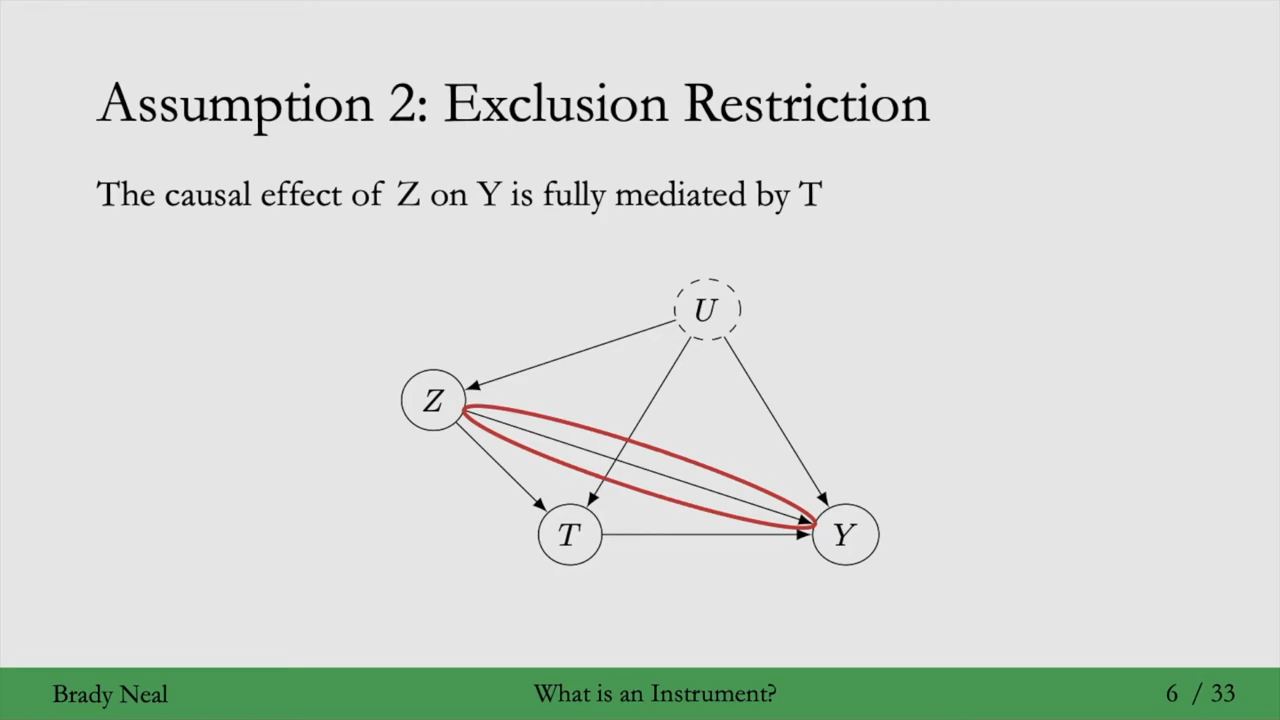 Assumption 2: Exclusion Restriction
The causal effect of Z on Y is fully mediated by T
U
Z
T
Y
Brady Neal
What is an Instrument?
6 / 33